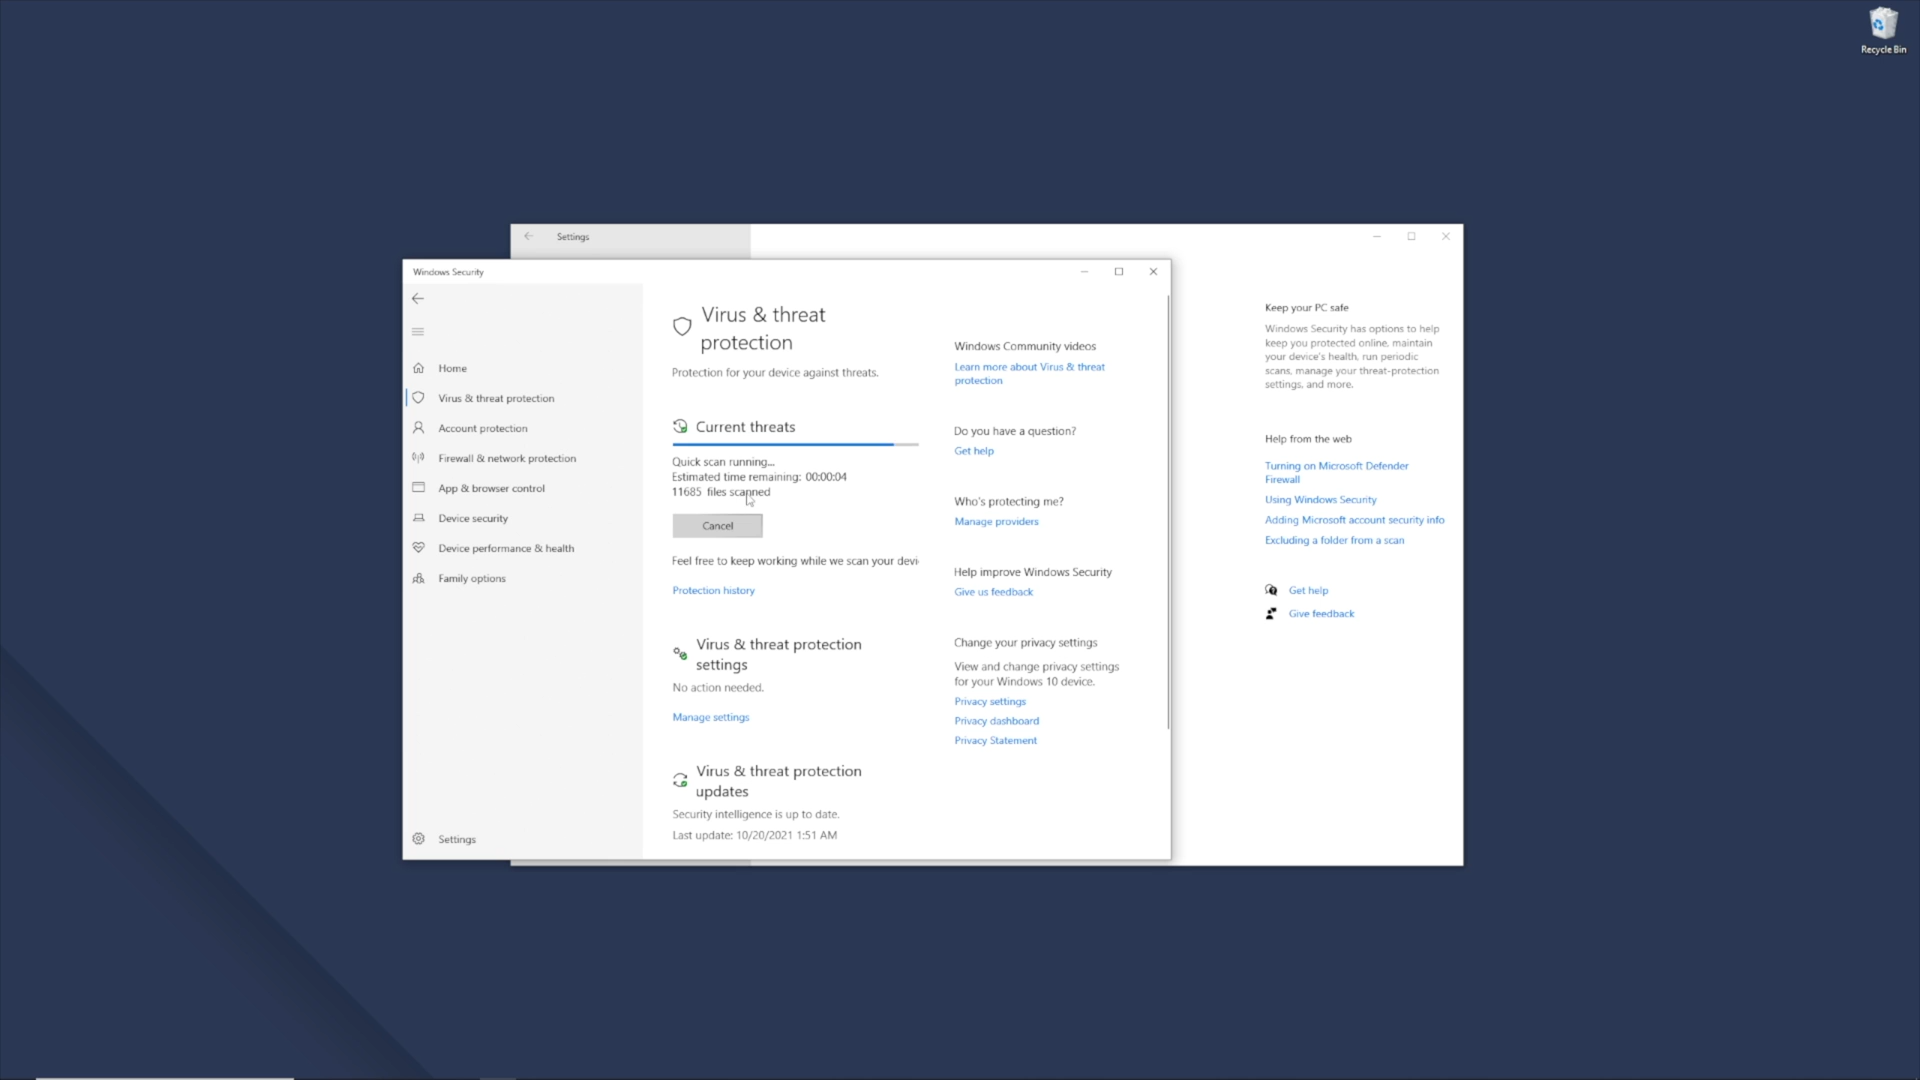 Recycle Bin
Settings
Windows Security
Home
Virus & threat protection
Account protection
Firewall & network protection
App & browser control
Device security
Device performance & health
Family options
Settings
Virus & threat
protection
Protection for your device against threats.
Current threats
Quick scan running...
Estimated time remaining: 00:00:04
11685 files scanned
Cancel
Feel free to keep working while we scan your devi
Protection history
Virus & threat protection
settings
No action needed.
Manage settings
Virus & threat protection
updates
Security intelligence is up to date.
Last update: 10/20/2021 1:51 AM
Windows Community videos
Learn more about Virus & threat
protection
Do you have a question?
Get help
Who's protecting me?
Manage providers
Help improve Windows Security
Give us feedback
Change your privacy settings
View and change privacy settings
for your Windows 10 device.
Privacy settings
Privacy dashboard
Privacy Statement
Keep your PC safe
Windows Security has options to help
keep you protected online, maintain
your device's health, run periodic
scans, manage your threat-protection
settings, and more.
Help from the web
Turning on Microsoft Defender
Firewall
Using Windows Security
Adding Microsoft account security info
Excluding a folder from a scan
Get help
Give feedback